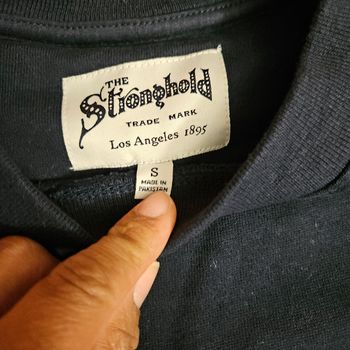 THE
Stronghold
TRADE MARK
Los Angeles 1895
S
MADE IN
PAKISTAN